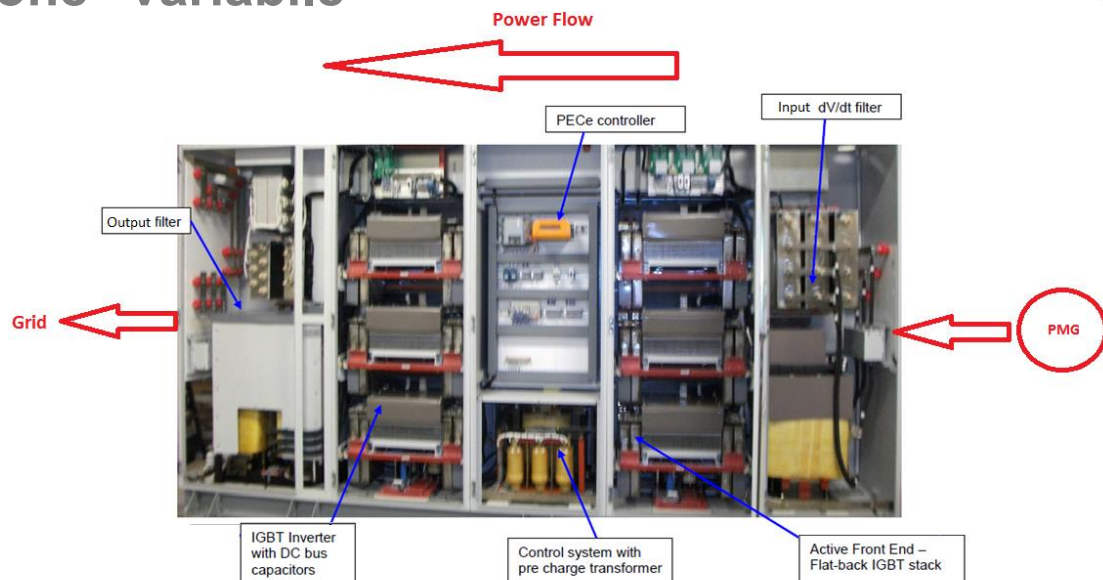 Power Flow
PECe controller
Input dV/dt filter
Output filter
Grid
PMG
IGBT Inverter
with DC bus
capacitors
Control system with
pre charge transformer
Active Front End –
Flat-back IGBT stack